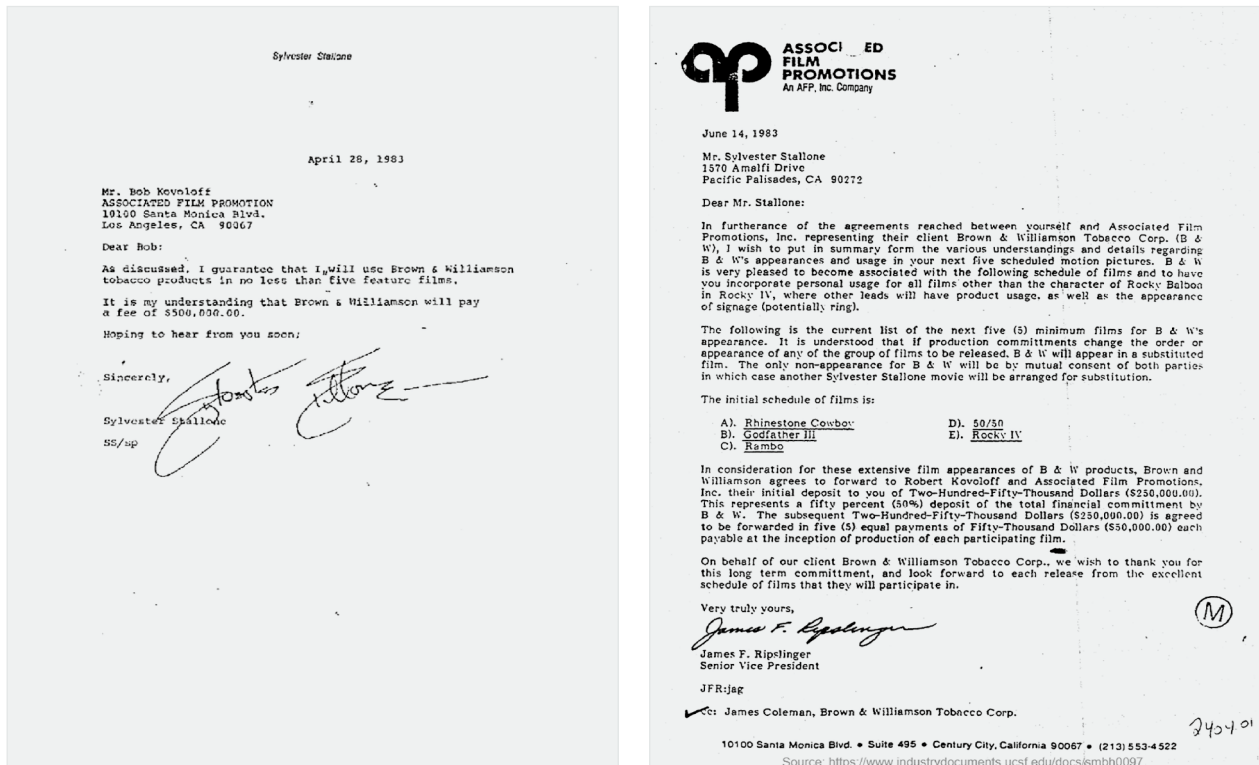 Sylvester Stallone
April 28, 1983
Mr. Bob Kovoloff
ASSOCIATED FILM PROMOTION
10100 Santa Monica Blvd.
Los Angeles, CA 90067
Dear Bob:
As discussed, I guarantee that I will use Brown & Williamson
tobacco products in no less than five feature films.
It is my understanding that Brown & Williamson will pay
a fee of $500,000.00.
Hoping to hear from you soon;
Sincerely,
Sylvester Stallone
Sylvester Stallone
SS/sp
ap
ASSOCI ED
FILM
PROMOTIONS
An AFP, Inc. Company
June 14, 1983
Mr. Sylvester Stallone
1570 Amalfi Drive
Pacific Palisades, CA 90272
Dear Mr. Stallone:
In furtherance of the agreements reached between yourself and Associated Film
Promotions, Inc. representing their client Brown & Williamson Tobacco Corp. (B &
W), I wish to put in summary form the various understandings and details regarding
B & W's appearances and usage in your next five scheduled motion pictures. B & W
is very pleased to become associated with the following schedule of films and to have
you incorporate personal usage for all films other than the character of Rocky Balboa
in Rocky IV, where other leads will have product usage, as well as the appearance
of signage (potentially ring).
The following is the current list of the next five (5) minimum films for B & W's
appearance. It is understood that if production committments change the order or
appearance of any of the group of films to be released, B & W will appear in a substituted
film. The only non-appearance for B & W will be by mutual consent of both parties
in which case another Sylvester Stallone movie will be arranged for substitution.
The initial schedule of films is:
A). Rhinestone Cowboy
B). Godfather III
C). Rambo
D). 50/50
E). Rocky IV
In consideration for these extensive film appearances of B & W products, Brown and
Williamson agrees to forward to Robert Kovoloff and Associated Film Promotions,
Inc. their initial deposit to you of Two-Hundred-Fifty-Thousand Dollars ($250,000.00).
This represents a fifty percent (50%) deposit of the total financial committment by
B & W. The subsequent Two-Hundred-Fifty-Thousand Dollars ($250,000.00) is agreed
to be forwarded in five (5) equal payments of Fifty-Thousand Dollars ($50,000.00) each
payable at the inception of production of each participating film.
On behalf of our client Brown & Williamson Tobacco Corp., we wish to thank you for
this long term committment, and look forward to each release from the excellent
schedule of films that they will participate in.
Very truly yours,
James F. Ripslinger
James F. Ripslinger
Senior Vice President
JFR:jag
cc: James Coleman, Brown & Williamson Tobacco Corp.
M
2404 01
10100 Santa Monica Blvd. • Suite 495 • Century City, California 90067 • (213) 553-4522
Source: https://www.industrydocuments.ucsf.edu/docs/smbh0097